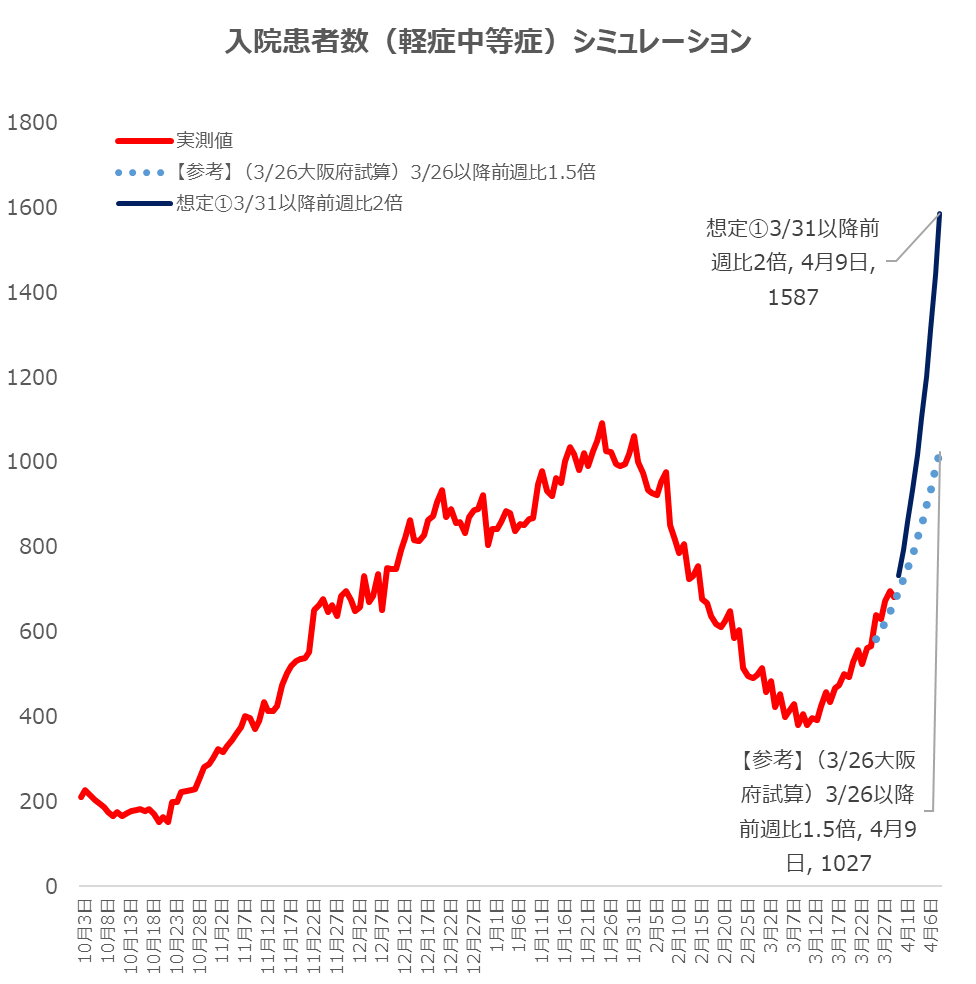 入院患者数（軽症中等症）シミュレーション
1800
1600
1400
1200
1000
800
600
400
200
0
実測値
【参考】（3/26大阪府試算）3/26以降前週比1.5倍
想定①3/31以降前週比2倍
想定①3/31以降前
週比2倍, 4月9日,
1587
【参考】（3/26大阪
府試算）3/26以降
前週比1.5倍, 4月9
日, 1027
10月3日
10月8日
10月13日
10月18日
10月23日
10月28日
11月2日
11月7日
11月12日
11月17日
11月22日
11月27日
12月2日
12月7日
12月12日
12月17日
12月22日
12月27日
1月1日
1月6日
1月11日
1月16日
1月21日
1月26日
1月31日
2月5日
2月10日
2月15日
2月20日
2月25日
3月2日
3月7日
3月12日
3月17日
3月22日
3月27日
4月1日
4月6日